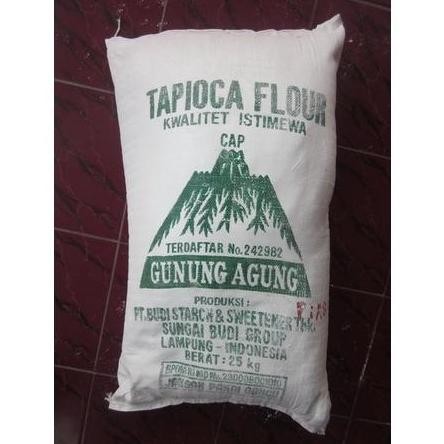 TAPIOCA FLOUR
KWALITET ISTIMEWA
CAP
TERDAFTAR No. 242982
GUNUNG AGUNG
PRODUKSI :
PT. BUDI STARCH & SWEETENER Tbk.
SUNGAI BUDI GROUP
LAMPUNG - INDONESIA
BERAT : 25 kg